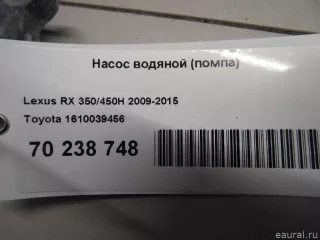 Насос водяной (помпа)
Lexus RX 350/450H 2009-2015
Toyota 1610039456
70 238 748
eaural.ru